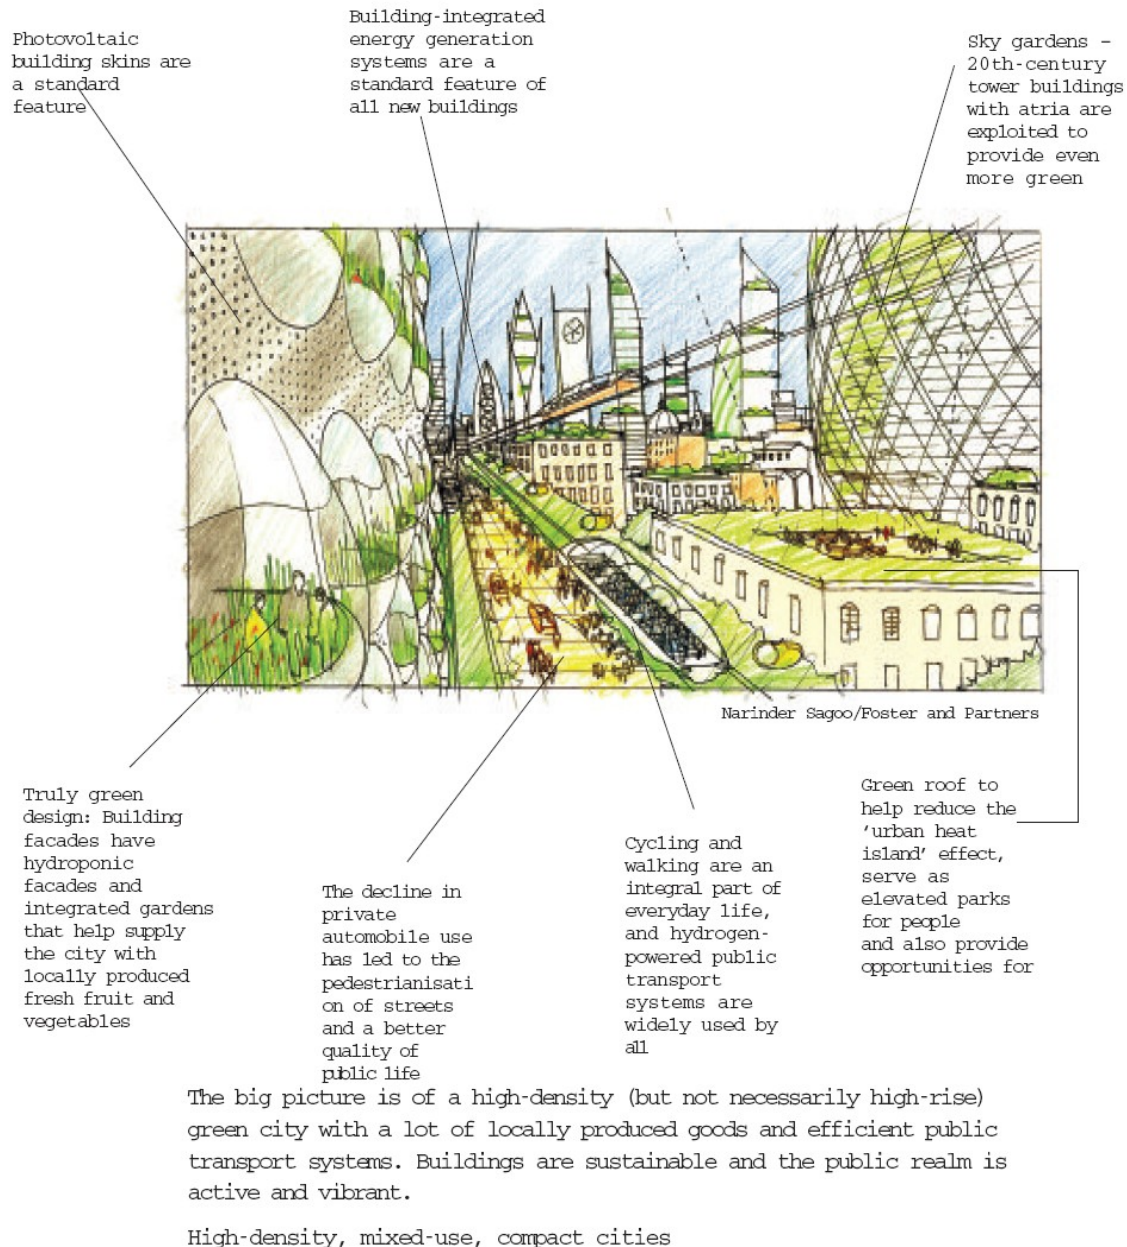 Photovoltaic
building skins are
a standard
feature
Building-integrated
energy generation
systems are a
standard feature of
all new buildings
Sky gardens –
20th-century
tower buildings
with atria are
exploited to
provide even
more green
Narinder Sagoo/Foster and Partners
Truly green
design: Building
facades have
hydroponic
facades and
integrated gardens
that help supply
the city with
locally produced
fresh fruit and
vegetables
The decline in
private
automobile use
has led to the
pedestrianisati
on of streets
and a better
quality of
public life
Cycling and
walking are an
integral part of
everyday life,
and hydrogen-
powered public
transport
systems are
widely used by
all
Green roof to
help reduce the
‘urban heat
island’ effect,
serve as
elevated parks
for people
and also provide
opportunities for
The big picture is of a high-density (but not necessarily high-rise)
green city with a lot of locally produced goods and efficient public
transport systems. Buildings are sustainable and the public realm is
active and vibrant.
High-density, mixed-use, compact cities